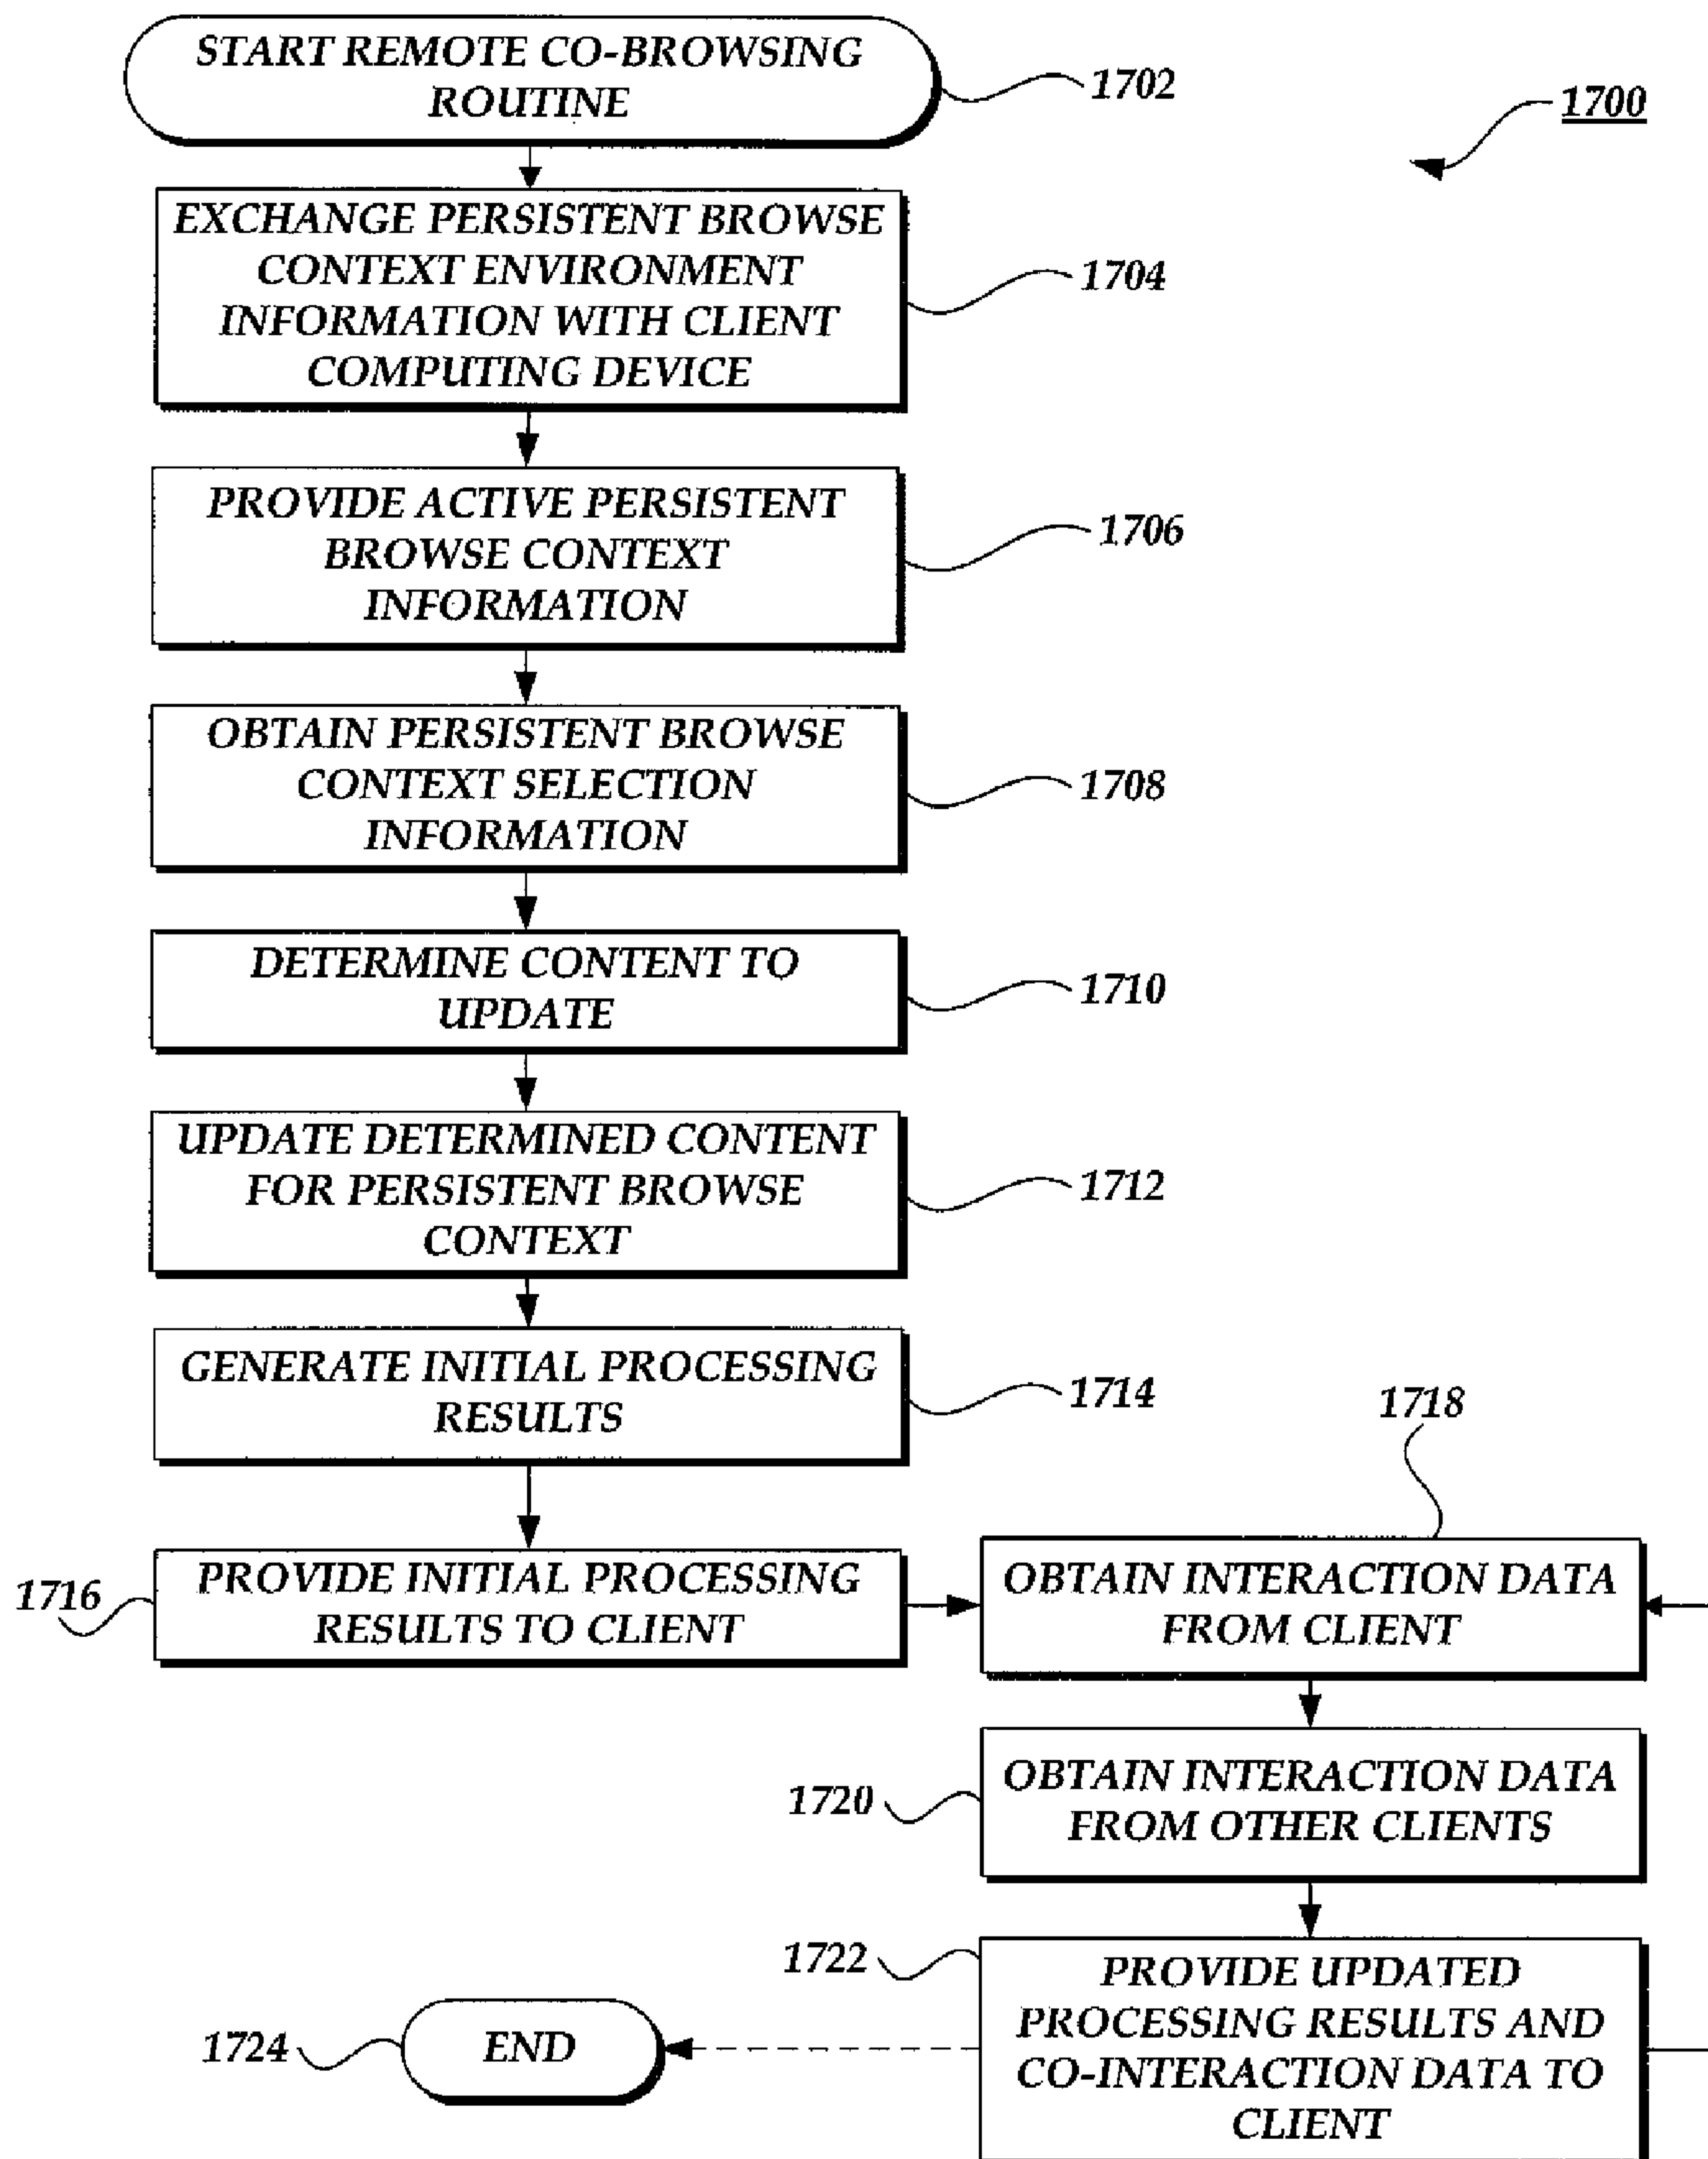 START REMOTE CO-BROWSING
ROUTINE
1702
1700
EXCHANGE PERSISTENT BROWSE
CONTEXT ENVIRONMENT
INFORMATION WITH CLIENT
COMPUTING DEVICE
1704
PROVIDE ACTIVE PERSISTENT
BROWSE CONTEXT
INFORMATION
1706
OBTAIN PERSISTENT BROWSE
CONTEXT SELECTION
INFORMATION
1708
DETERMINE CONTENT TO
UPDATE
1710
UPDATE DETERMINED CONTENT
FOR PERSISTENT BROWSE
CONTEXT
1712
GENERATE INITIAL PROCESSING
RESULTS
1714
1716
PROVIDE INITIAL PROCESSING
RESULTS TO CLIENT
1718
OBTAIN INTERACTION DATA
FROM CLIENT
1720
OBTAIN INTERACTION DATA
FROM OTHER CLIENTS
1722
PROVIDE UPDATED
PROCESSING RESULTS AND
CO-INTERACTION DATA TO
CLIENT
1724
END